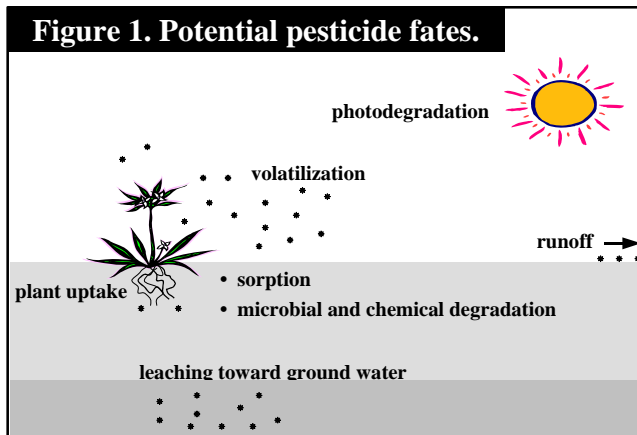 Figure 1. Potential pesticide fates.
photodegradation
volatilization
runoff
plant uptake
• sorption
• microbial and chemical degradation
leaching toward ground water